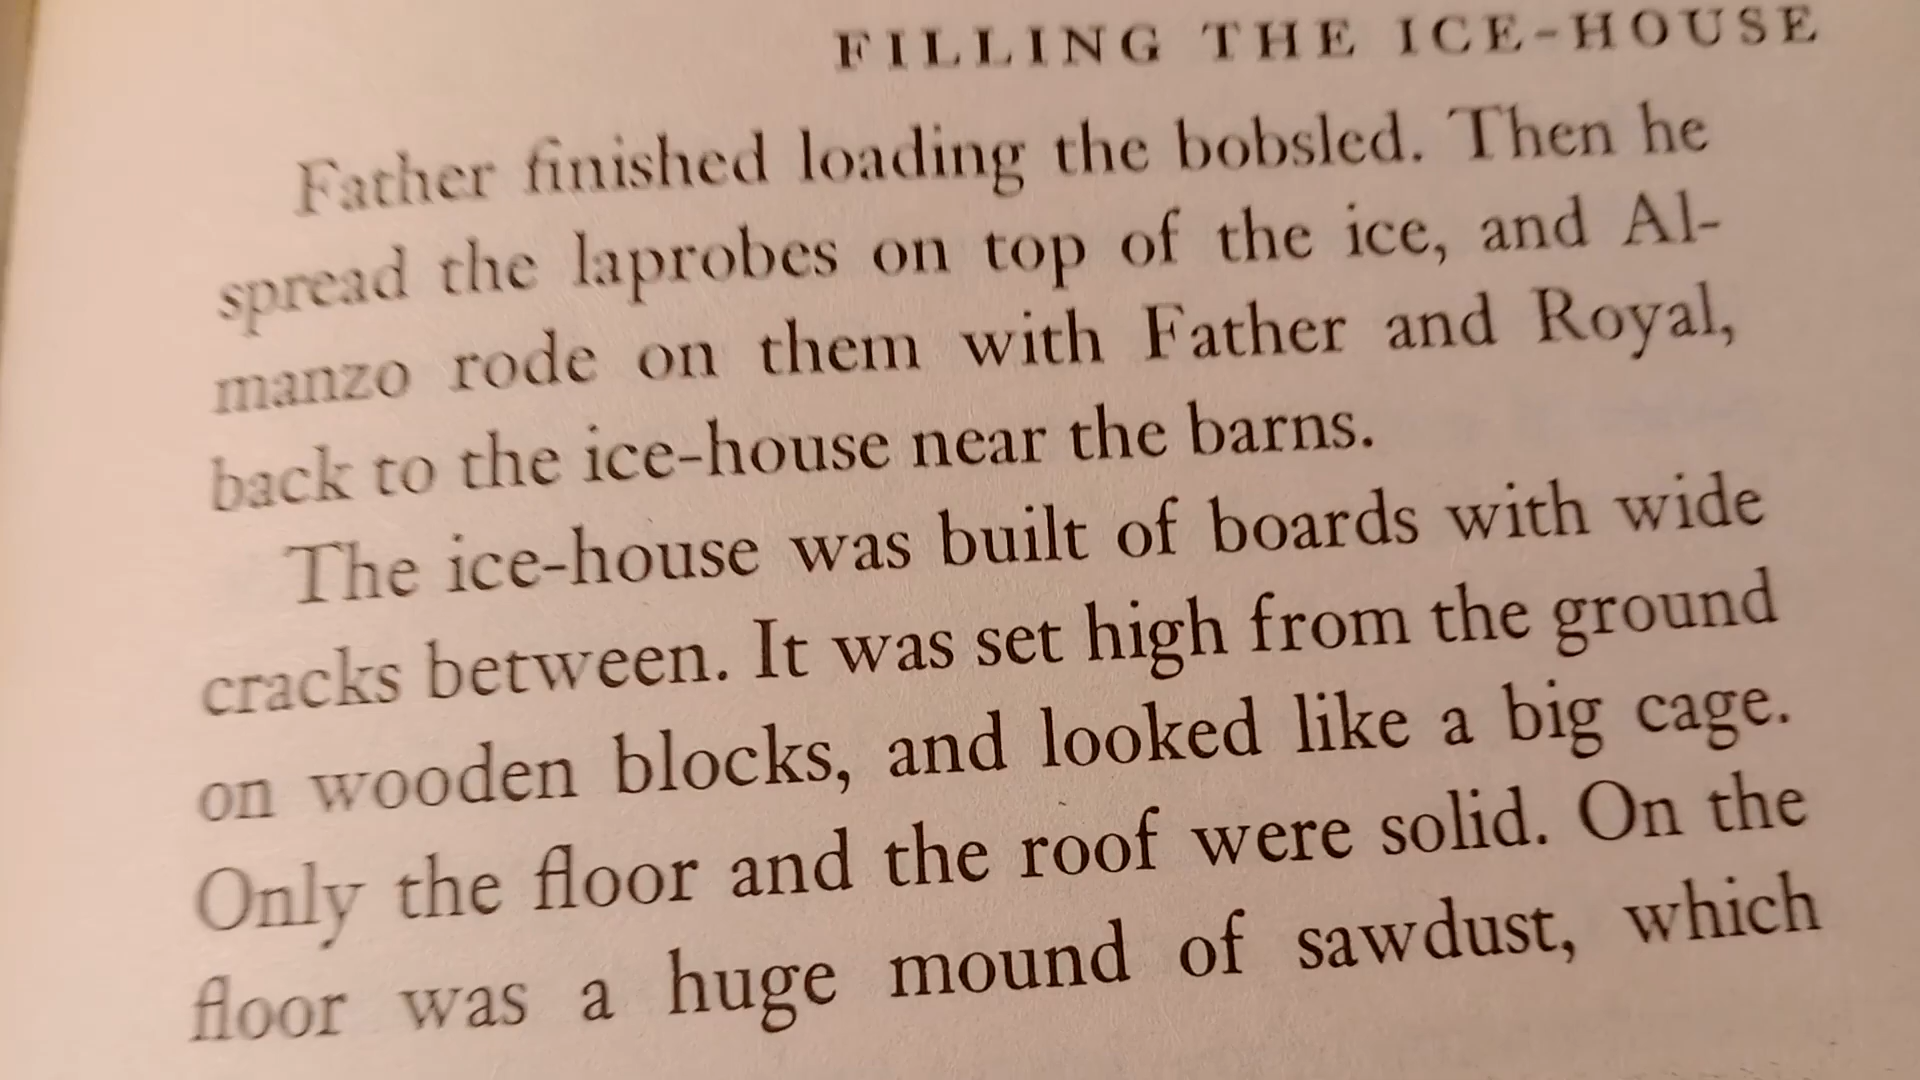 FILLING THE ICE-HOUSE
Father finished loading the bobsled. Then he
spread the laprobes on top of the ice, and Al-
manzo rode on them with Father and Royal,
back to the ice-house near the barns.
The ice-house was built of boards with wide
cracks between. It was set high from the ground
on wooden blocks, and looked like a big cage.
Only the floor and the roof were solid. On the
floor was a huge mound of sawdust, which